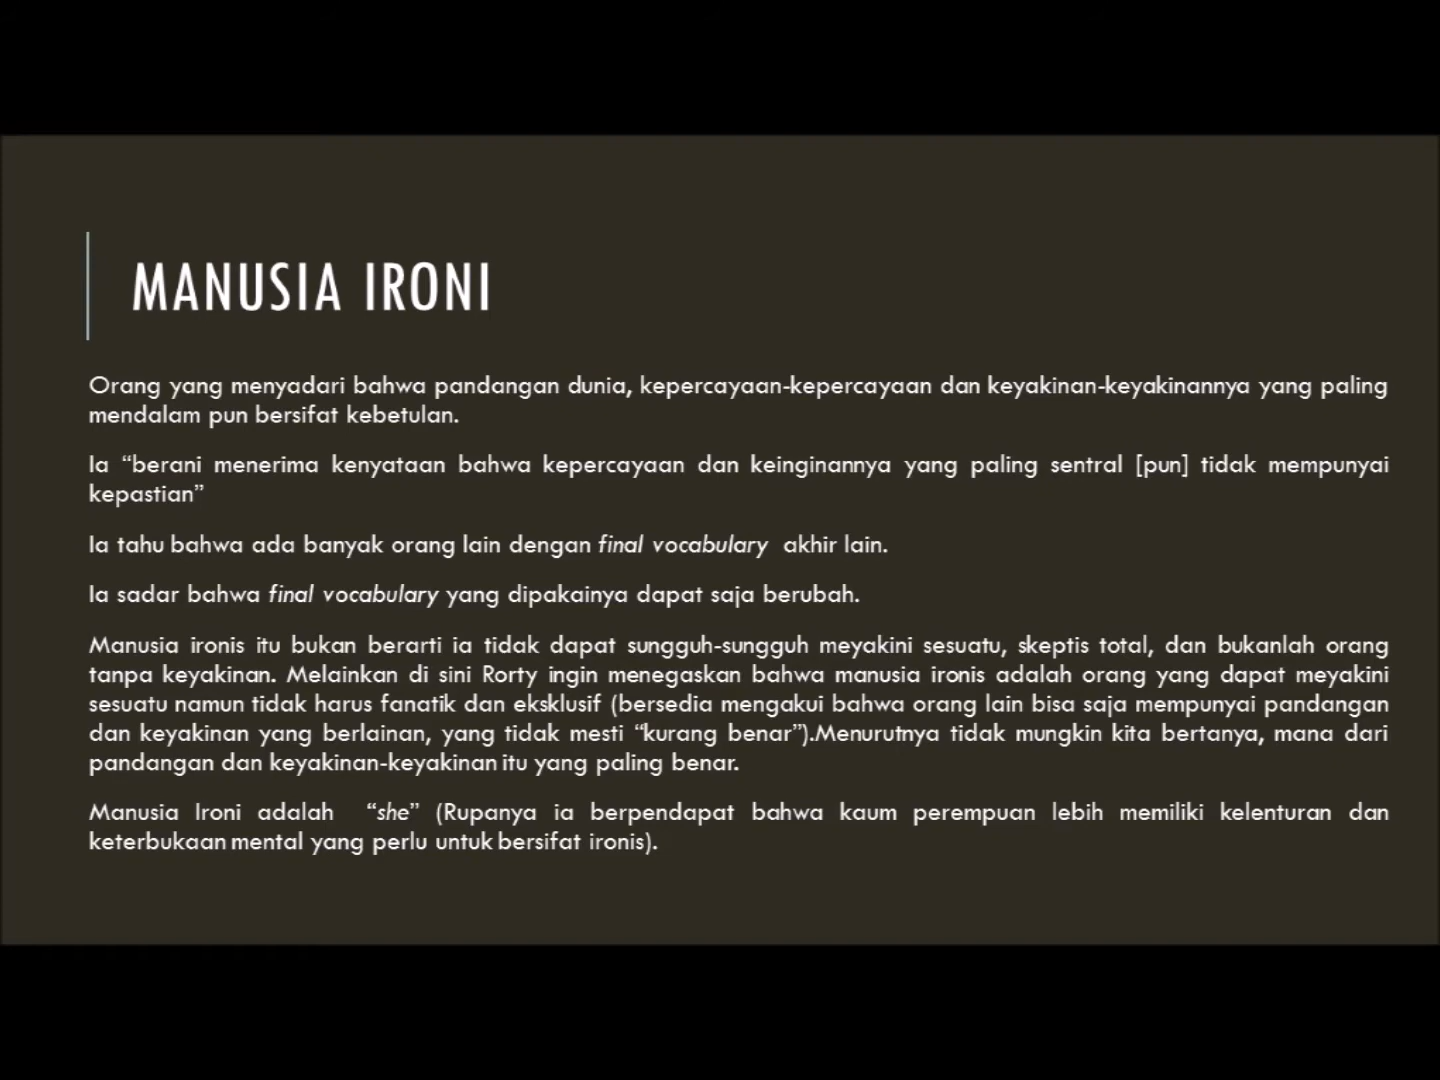 MANUSIA IRONI
Orang yang menyadari bahwa pandangan dunia, kepercayaan-kepercayaan dan keyakinan-keyakinannya yang paling
mendalam pun bersifat kebetulan.
Ia “berani menerima kenyataan bahwa kepercayaan dan keinginannya yang paling sentral [pun] tidak mempunyai
kepastian”
Ia tahu bahwa ada banyak orang lain dengan final vocabulary akhir lain.
Ia sadar bahwa final vocabulary yang dipakainya dapat saja berubah.
Manusia ironis itu bukan berarti ia tidak dapat sungguh-sungguh meyakini sesuatu, skeptis total, dan bukanlah orang
tanpa keyakinan. Melainkan di sini Rorty ingin menegaskan bahwa manusia ironis adalah orang yang dapat meyakini
sesuatu namun tidak harus fanatik dan eksklusif (bersedia mengakui bahwa orang lain bisa saja mempunyai pandangan
dan keyakinan yang berlainan, yang tidak mesti “kurang benar”).Menurutnya tidak mungkin kita bertanya, mana dari
pandangan dan keyakinan-keyakinan itu yang paling benar.
Manusia Ironi adalah “she” (Rupanya ia berpendapat bahwa kaum perempuan lebih memiliki kelenturan dan
keterbukaan mental yang perlu untuk bersifat ironis).